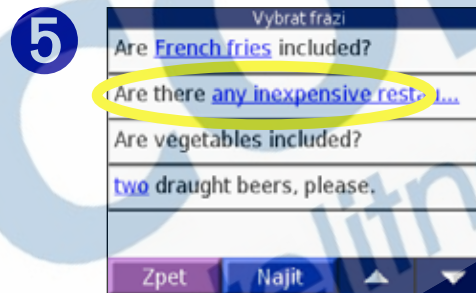 5
Vybrat frazi
Are French fries included?
Are there any inexpensive restau...
Are vegetables included?
two draught beers, please.
Zpet Najit